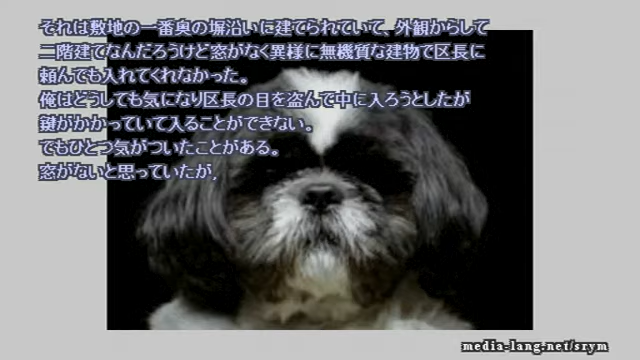 それは敷地の一番奥の塀沿いに建てられていて、外観からして
二階建てなんだろうけど窓がなく異様に無機質な建物で区長に
頼んでも入れてくれなかった。
俺はどうしても気になり区長の目を盗んで中に入ろうとしたが
鍵がかかっていて入ることができない。
でもひとつ気がついたことがある。
窓がないと思っていたが,
media-lang-net/srym